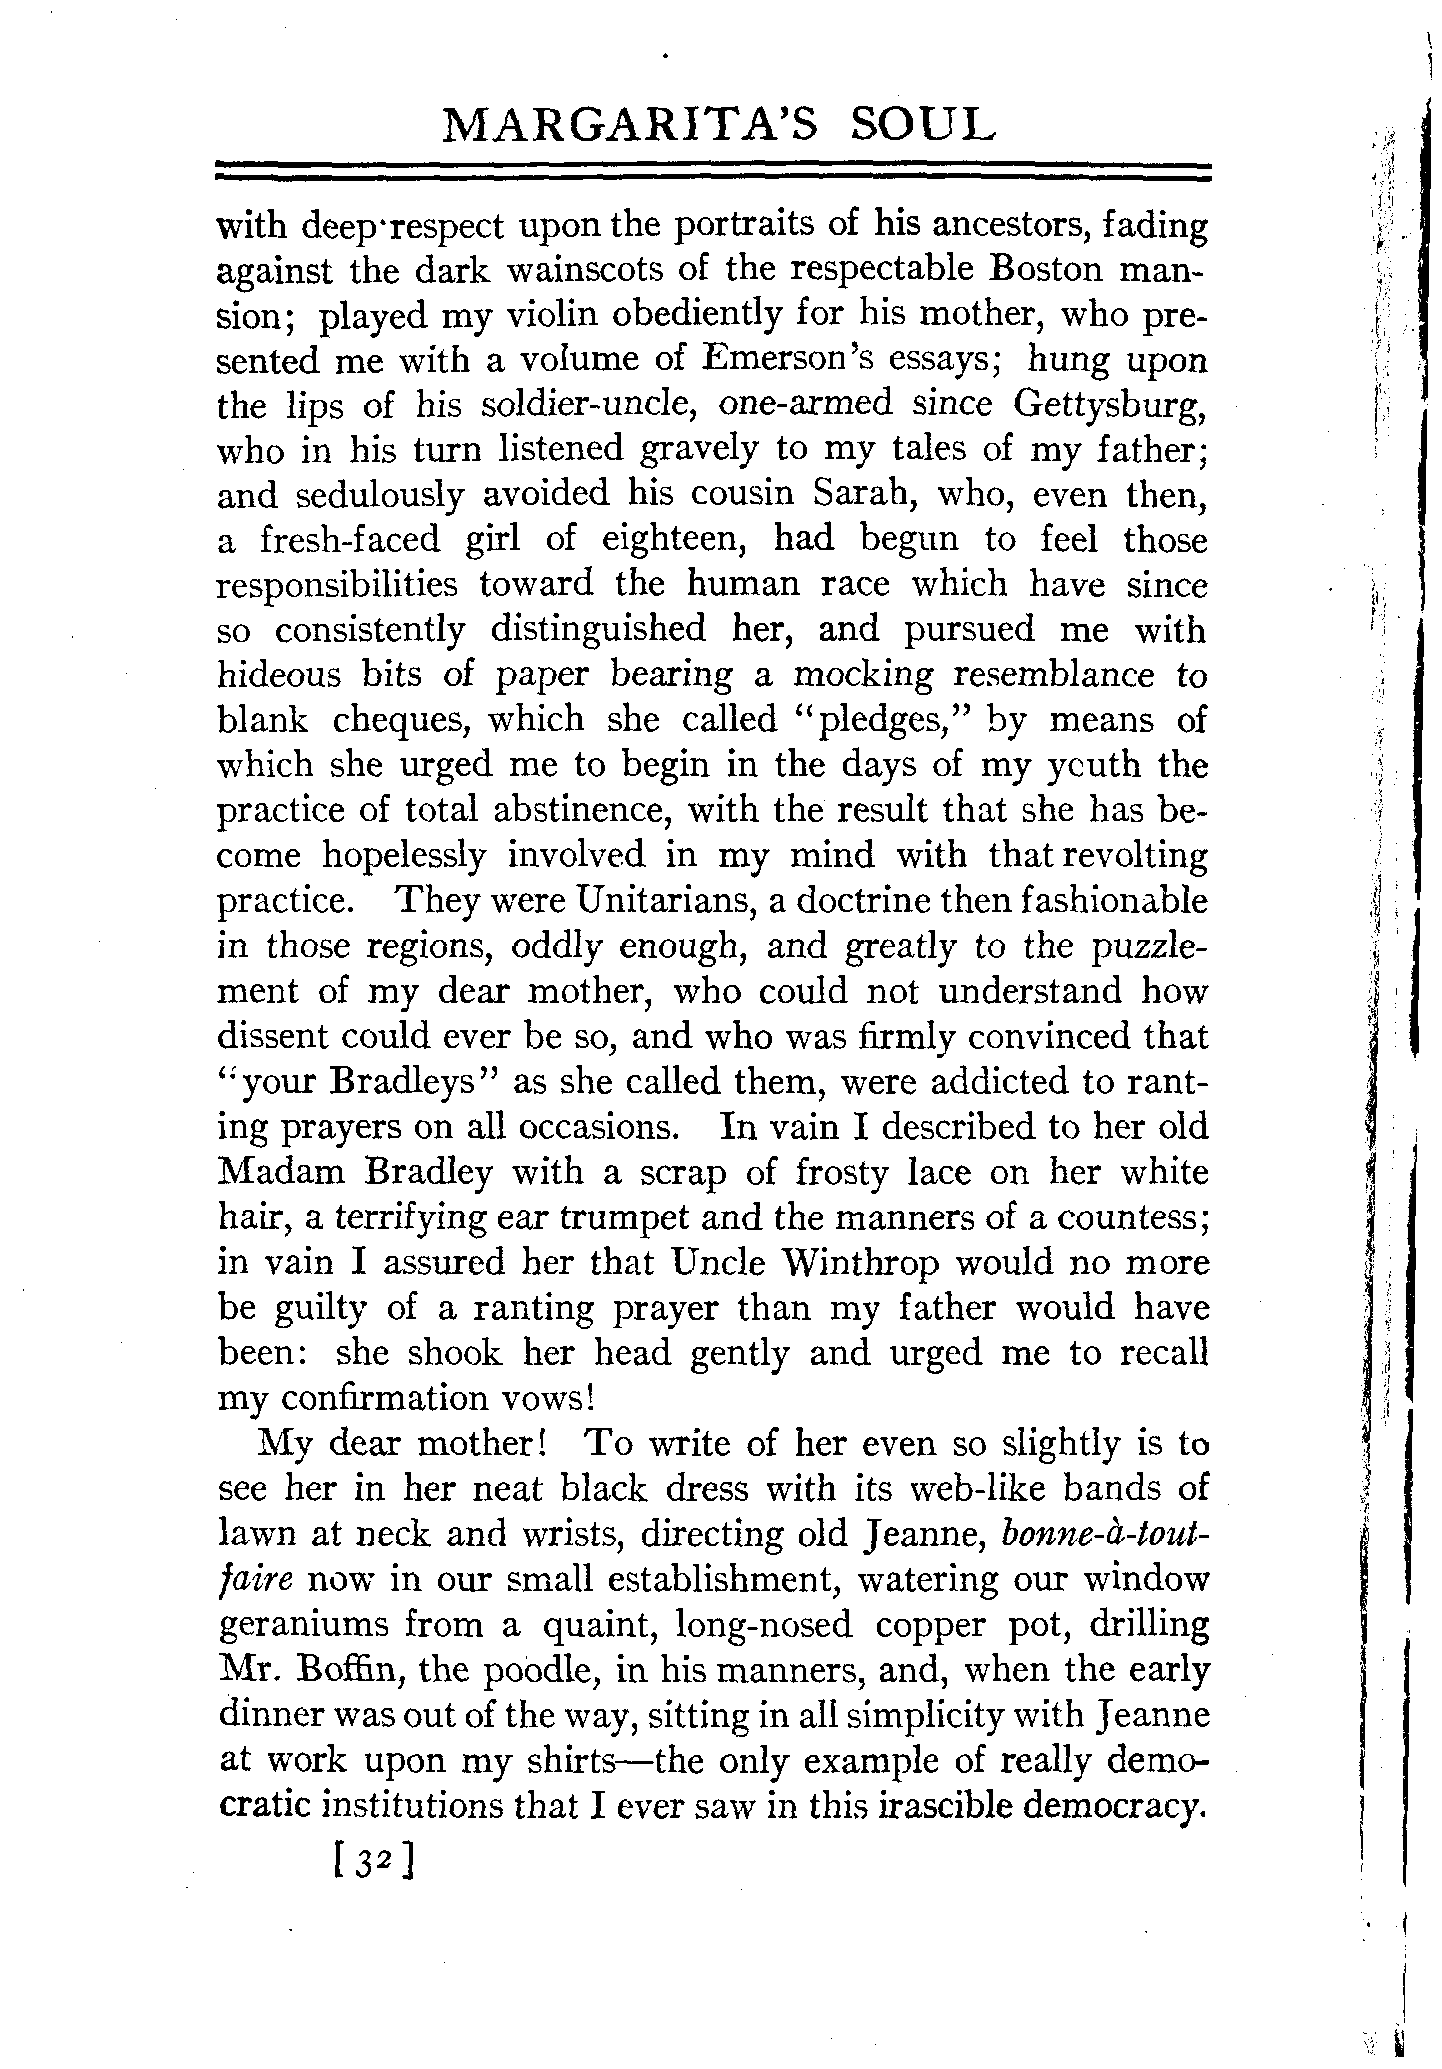 MARGARITA'S SOUL
with deep respect upon the portraits of his ancestors, fading
against the dark wainscots of the respectable Boston man-
sion; played my violin obediently for his mother, who pre-
sented me with a volume of Emerson's essays; hung upon
the lips of his soldier-uncle, one-armed since Gettysburg,
who in his turn listened gravely to my tales of my father;
and sedulously avoided his cousin Sarah, who, even then,
a fresh-faced girl of eighteen, had begun to feel those
responsibilities toward the human race which have since
so consistently distinguished her, and pursued me with
hideous bits of paper bearing a mocking resemblance to
blank cheques, which she called "pledges," by means of
which she urged me to begin in the days of my youth the
practice of total abstinence, with the result that she has be-
come hopelessly involved in my mind with that revolting
practice. They were Unitarians, a doctrine then fashionable
in those regions, oddly enough, and greatly to the puzzle-
ment of my dear mother, who could not understand how
dissent could ever be so, and who was firmly convinced that
"your Bradleys" as she called them, were addicted to rant-
ing prayers on all occasions. In vain I described to her old
Madam Bradley with a scrap of frosty lace on her white
hair, a terrifying ear trumpet and the manners of a countess;
in vain I assured her that Uncle Winthrop would no more
be guilty of a ranting prayer than my father would have
been: she shook her head gently and urged me to recall
my confirmation vows!
My dear mother! To write of her even so slightly is to
see her in her neat black dress with its web-like bands of
lawn at neck and wrists, directing old Jeanne, bonne-à-tout-
faire now in our small establishment, watering our window
geraniums from a quaint, long-nosed copper pot, drilling
Mr. Boffin, the poodle, in his manners, and, when the early
dinner was out of the way, sitting in all simplicity with Jeanne
at work upon my shirts—the only example of really demo-
cratic institutions that I ever saw in this irascible democracy.
[32]